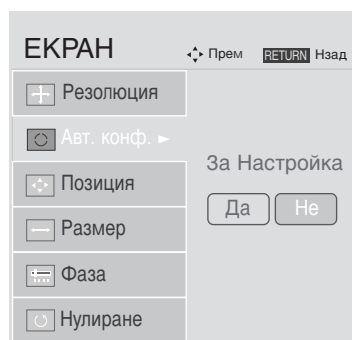 ЕКРАН
Прем RETURN Нзад
Резолюция
Авт. конф. ►
Позиция
Размер
Фаза
Нулиране
За Настройка
Да Не